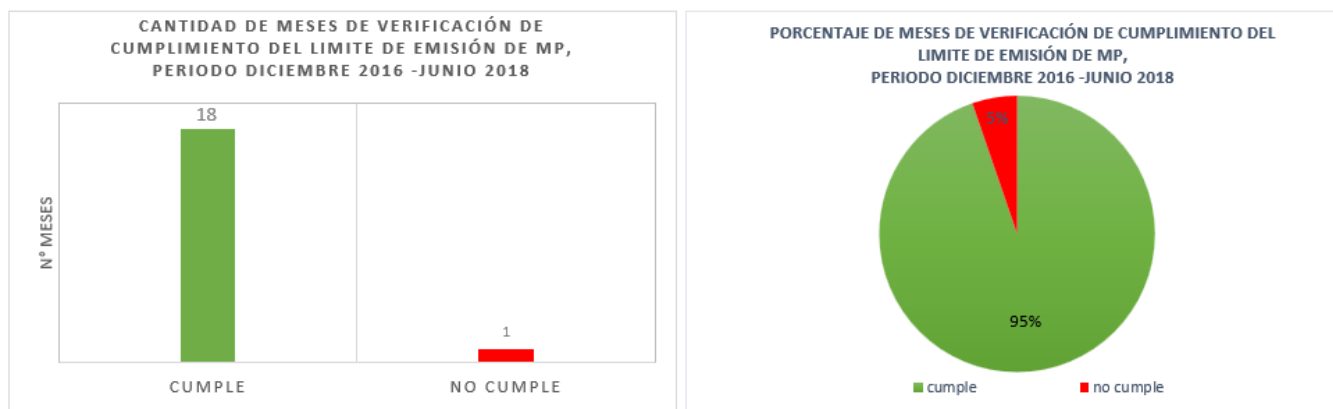 CANTIDAD DE MESES DE VERIFICACIÓN DE
CUMPLIMIENTO DEL LIMITE DE EMISIÓN DE MP,
PERIODO DICIEMBRE 2016 -JUNIO 2018
18
1
N° MESES
CUMPLE
NO CUMPLE
PORCENTAJE DE MESES DE VERIFICACIÓN DE CUMPLIMIENTO DEL
LIMITE DE EMISIÓN DE MP,
PERIODO DICIEMBRE 2016 -JUNIO 2018
5%
95%
cumple
no cumple